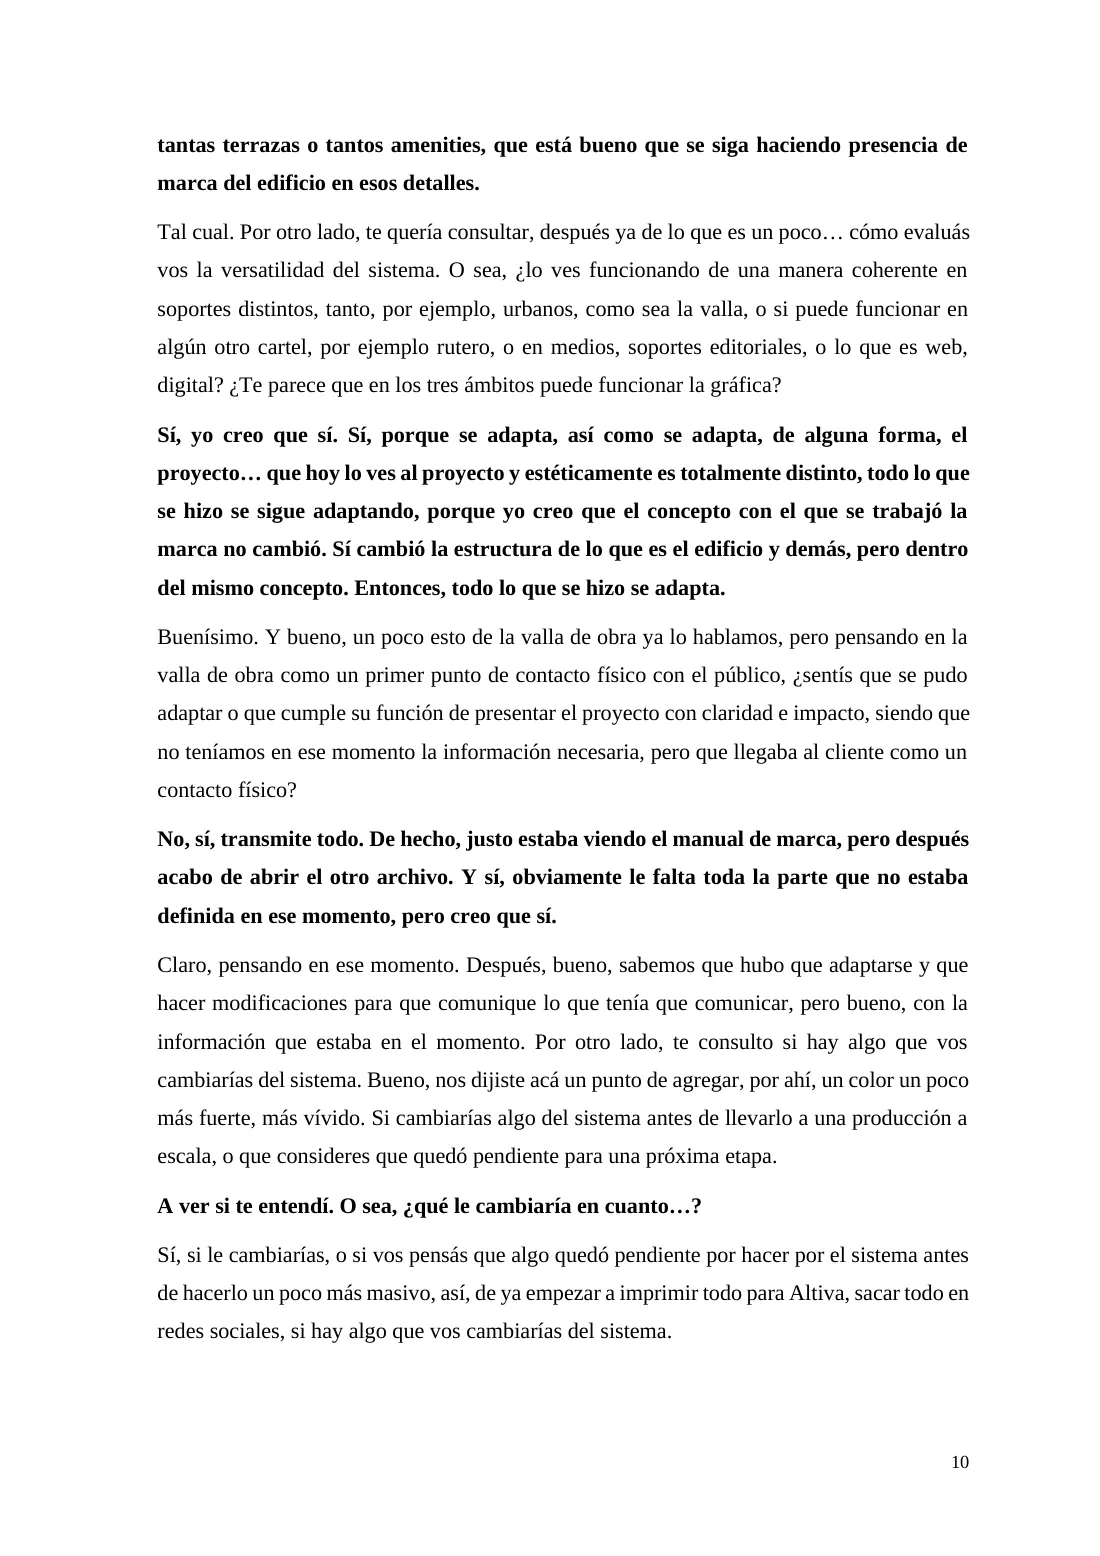 tantas terrazas o tantos amenities, que está bueno que se siga haciendo presencia de
marca del edificio en esos detalles.
Tal cual. Por otro lado, te quería consultar, después ya de lo que es un poco… cómo evaluás
vos la versatilidad del sistema. O sea, ¿lo ves funcionando de una manera coherente en
soportes distintos, tanto, por ejemplo, urbanos, como sea la valla, o si puede funcionar en
algún otro cartel, por ejemplo rutero, o en medios, soportes editoriales, o lo que es web,
digital? ¿Te parece que en los tres ámbitos puede funcionar la gráfica?
Sí, yo creo que sí. Sí, porque se adapta, así como se adapta, de alguna forma, el
proyecto… que hoy lo ves al proyecto y estéticamente es totalmente distinto, todo lo que
se hizo se sigue adaptando, porque yo creo que el concepto con el que se trabajó la
marca no cambió. Sí cambió la estructura de lo que es el edificio y demás, pero dentro
del mismo concepto. Entonces, todo lo que se hizo se adapta.
Buenísimo. Y bueno, un poco esto de la valla de obra ya lo hablamos, pero pensando en la
valla de obra como un primer punto de contacto físico con el público, ¿sentís que se pudo
adaptar o que cumple su función de presentar el proyecto con claridad e impacto, siendo que
no teníamos en ese momento la información necesaria, pero que llegaba al cliente como un
contacto físico?
No, sí, transmite todo. De hecho, justo estaba viendo el manual de marca, pero después
acabo de abrir el otro archivo. Y sí, obviamente le falta toda la parte que no estaba
definida en ese momento, pero creo que sí.
Claro, pensando en ese momento. Después, bueno, sabemos que hubo que adaptarse y que
hacer modificaciones para que comunique lo que tenía que comunicar, pero bueno, con la
información que estaba en el momento. Por otro lado, te consulto si hay algo que vos
cambiarías del sistema. Bueno, nos dijiste acá un punto de agregar, por ahí, un color un poco
más fuerte, más vívido. Si cambiarías algo del sistema antes de llevarlo a una producción a
escala, o que consideres que quedó pendiente para una próxima etapa.
A ver si te entendí. O sea, ¿qué le cambiaría en cuanto…?
Sí, si le cambiarías, o si vos pensás que algo quedó pendiente por hacer por el sistema antes
de hacerlo un poco más masivo, así, de ya empezar a imprimir todo para Altiva, sacar todo en
redes sociales, si hay algo que vos cambiarías del sistema.
10